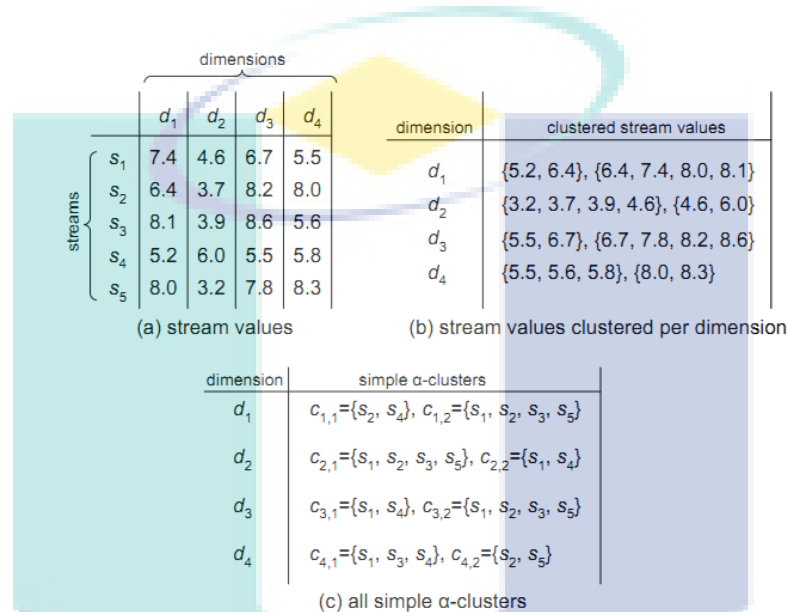 dimensions
d1 d2 d3 d4
streams
s1 7.4 4.6 6.7 5.5
s2 6.4 3.7 8.2 8.0
s3 8.1 3.9 8.6 5.6
s4 5.2 6.0 5.5 5.8
s5 8.0 3.2 7.8 8.3
(a) stream values
dimension clustered stream values
d1 {5.2, 6.4}, {6.4, 7.4, 8.0, 8.1}
d2 {3.2, 3.7, 3.9, 4.6}, {4.6, 6.0}
d3 {5.5, 6.7}, {6.7, 7.8, 8.2, 8.6}
d4 {5.5, 5.6, 5.8}, {8.0, 8.3}
(b) stream values clustered per dimension
dimension simple α-clusters
d1 c1,1={s2, s4}, c1,2={s1, s2, s3, s5}
d2 c2,1={s1, s2, s3, s5}, c2,2={s1, s4}
d3 c3,1={s1, s4}, c3,2={s1, s2, s3, s5}
d4 c4,1={s1, s3, s4}, c4,2={s2, s5}
(c) all simple α-clusters